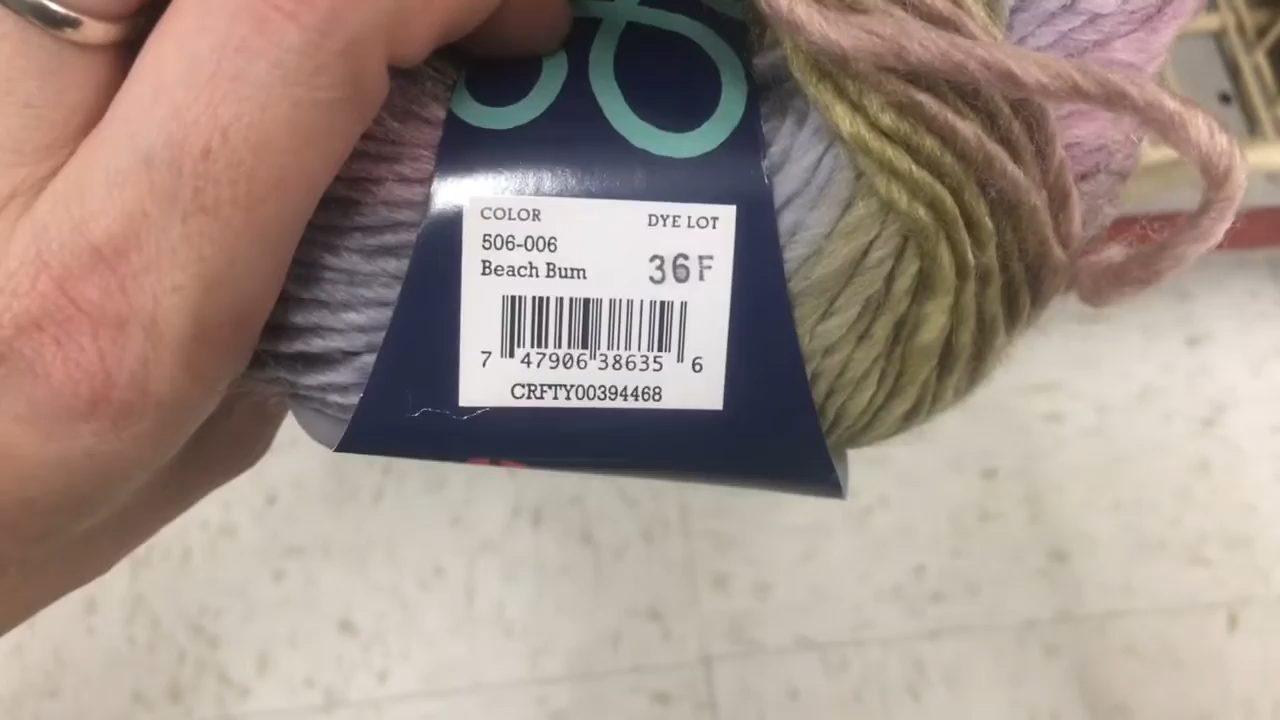 COLOR
DYE LOT
506-006
Beach Bum
36F
7 47906 38635 6
CRFTY00394468